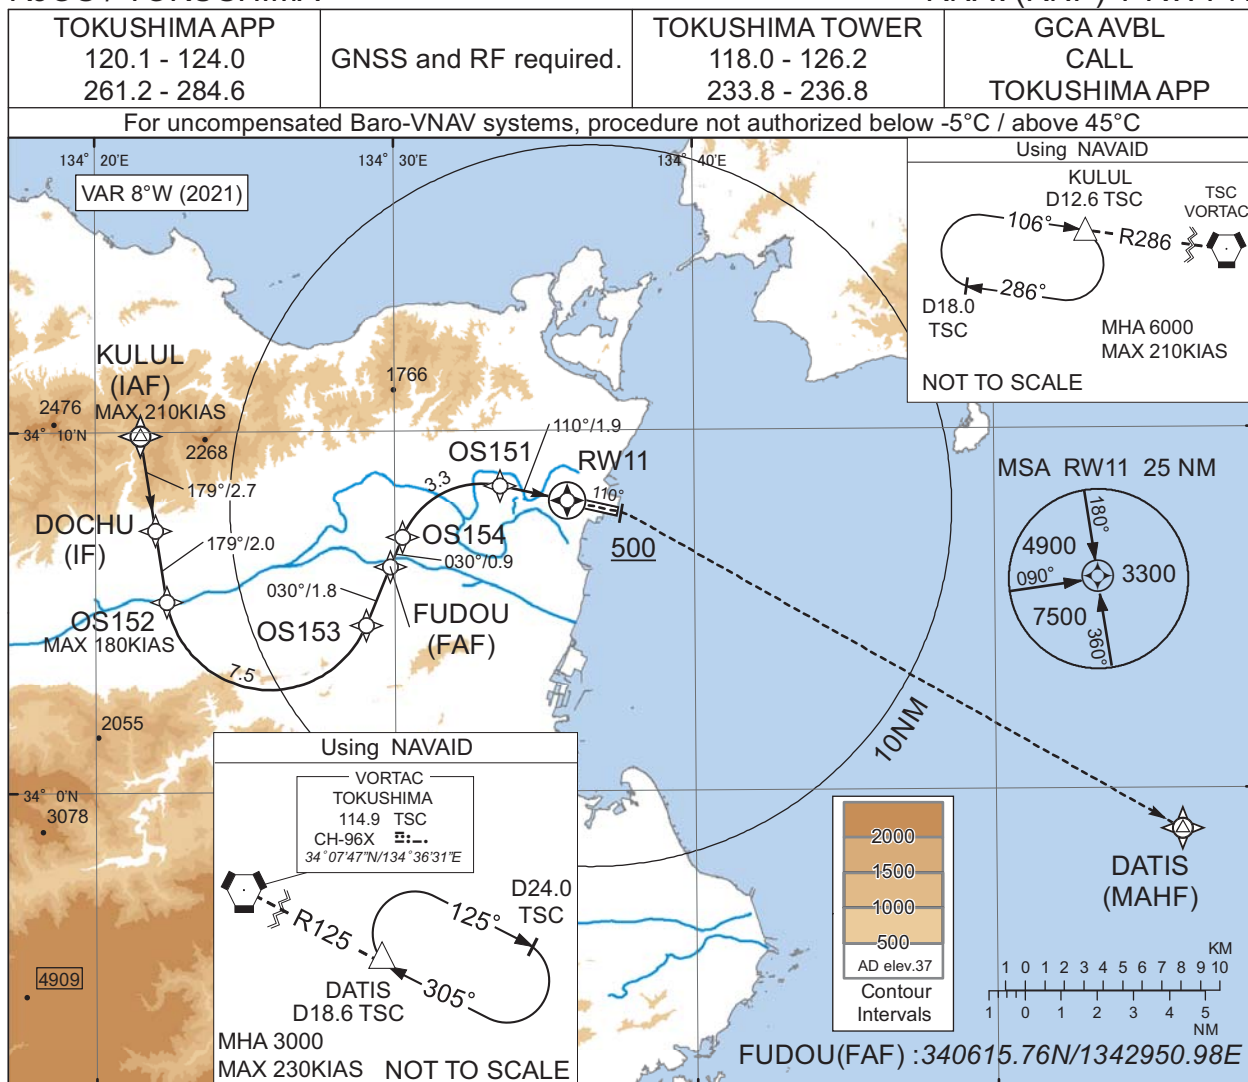 TOKUSHIMA APP
120.1 - 124.0
261.2 - 284.6
GNSS and RF required.
TOKUSHIMA TOWER
118.0 - 126.2
233.8 - 236.8
GCA AVBL
CALL
TOKUSHIMA APP
For uncompensated Baro-VNAV systems, procedure not authorized below -5°C / above 45°C
134° 20'E
134° 30'E
134° 40'E
VAR 8°W (2021)
Using NAVAID
KULUL
D12.6 TSC
TSC
VORTAC
106°
R286
286°
D18.0
TSC
MHA 6000
MAX 210KIAS
NOT TO SCALE
KULUL
(IAF)
MAX 210KIAS
1766
2476
34° 10'N
2268
110°/1.9
OS151
RW11
3.3
110°
179°/2.7
DOCHU
(IF)
179°/2.0
OS154
030°/0.9
500
030°/1.8
OS152
MAX 180KIAS
OS153
FUDOU
(FAF)
7.5
MSA RW11 25 NM
180°
4900
090°
3300
7500
360°
2055
10NM
34° 0'N
3078
4909
Using NAVAID
VORTAC
TOKUSHIMA
114.9 TSC
CH-96X
34°07'47"N/134°36'31"E
D24.0
TSC
125°
R125
305°
DATIS
D18.6 TSC
MHA 3000
MAX 230KIAS
NOT TO SCALE
2000
1500
1000
500
AD elev.37
Contour
Intervals
DATIS
(MAHF)
KM
1 0 1 2 3 4 5 6 7 8 9 10
1 0 1 2 3 4 5
NM
FUDOU(FAF) :340615.76N/1342950.98E